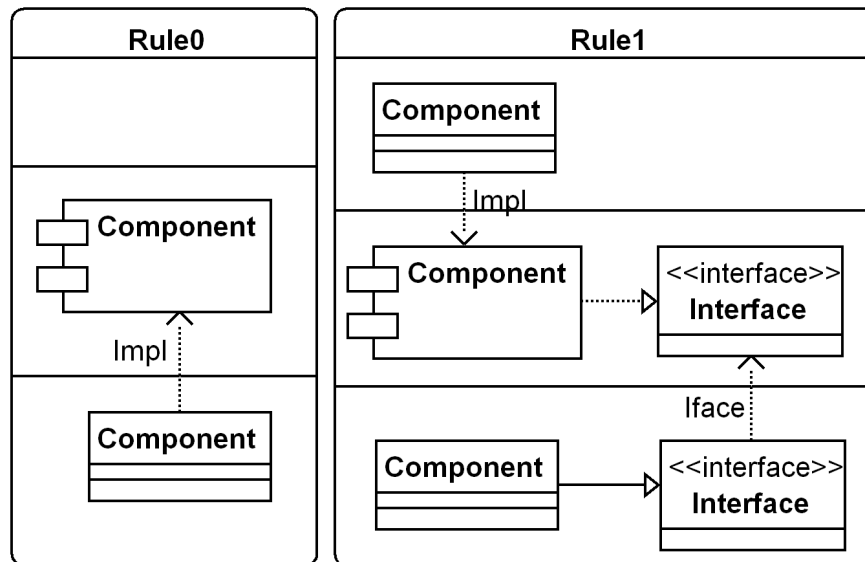 Rule0
Component
Impl
Component
Rule1
Component
Impl
Component
<<interface>>
Interface
Iface
Component
<<interface>>
Interface